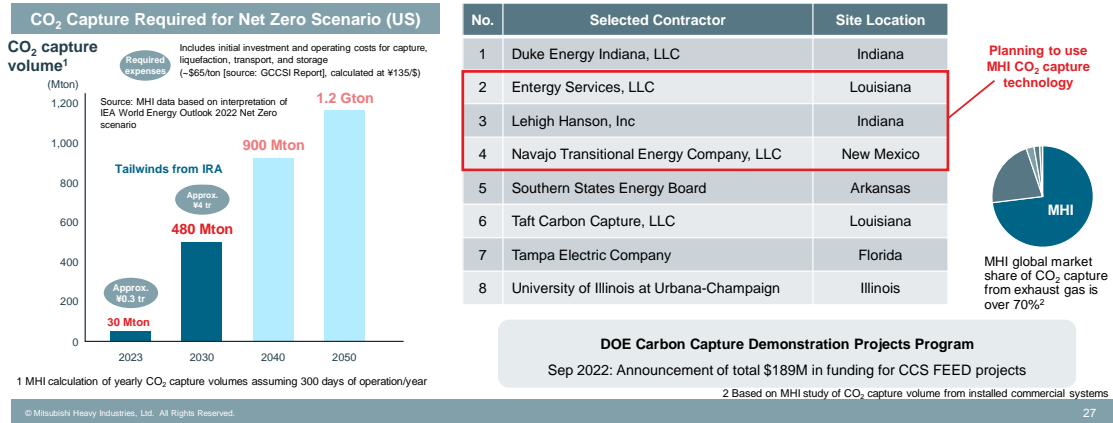 CO₂ Capture Required for Net Zero Scenario (US)
CO₂ capture
volume¹
(Mton)
Required
expenses
Includes initial investment and operating costs for capture,
liquefaction, transport, and storage
(~$65/ton [source: GCCSI Report], calculated at ¥135/$)
Source: MHI data based on interpretation of
IEA World Energy Outlook 2022 Net Zero
scenario
1,200
1,000
800
600
400
200
0
Tailwinds from IRA
Approx.
¥0.3 tr
30 Mton
Approx.
¥4 tr
480 Mton
900 Mton
1.2 Gton
2023 2030 2040 2050
1 MHI calculation of yearly CO₂ capture volumes assuming 300 days of operation/year
No. Selected Contractor Site Location
1 Duke Energy Indiana, LLC Indiana
2 Entergy Services, LLC Louisiana
3 Lehigh Hanson, Inc Indiana
4 Navajo Transitional Energy Company, LLC New Mexico
5 Southern States Energy Board Arkansas
6 Taft Carbon Capture, LLC Louisiana
7 Tampa Electric Company Florida
8 University of Illinois at Urbana-Champaign Illinois
Planning to use
MHI CO₂ capture
technology
MHI
MHI global market
share of CO₂ capture
from exhaust gas is
over 70%²
DOE Carbon Capture Demonstration Projects Program
Sep 2022: Announcement of total $189M in funding for CCS FEED projects
2 Based on MHI study of CO₂ capture volume from installed commercial systems
© Mitsubishi Heavy Industries, Ltd. All Rights Reserved.
27